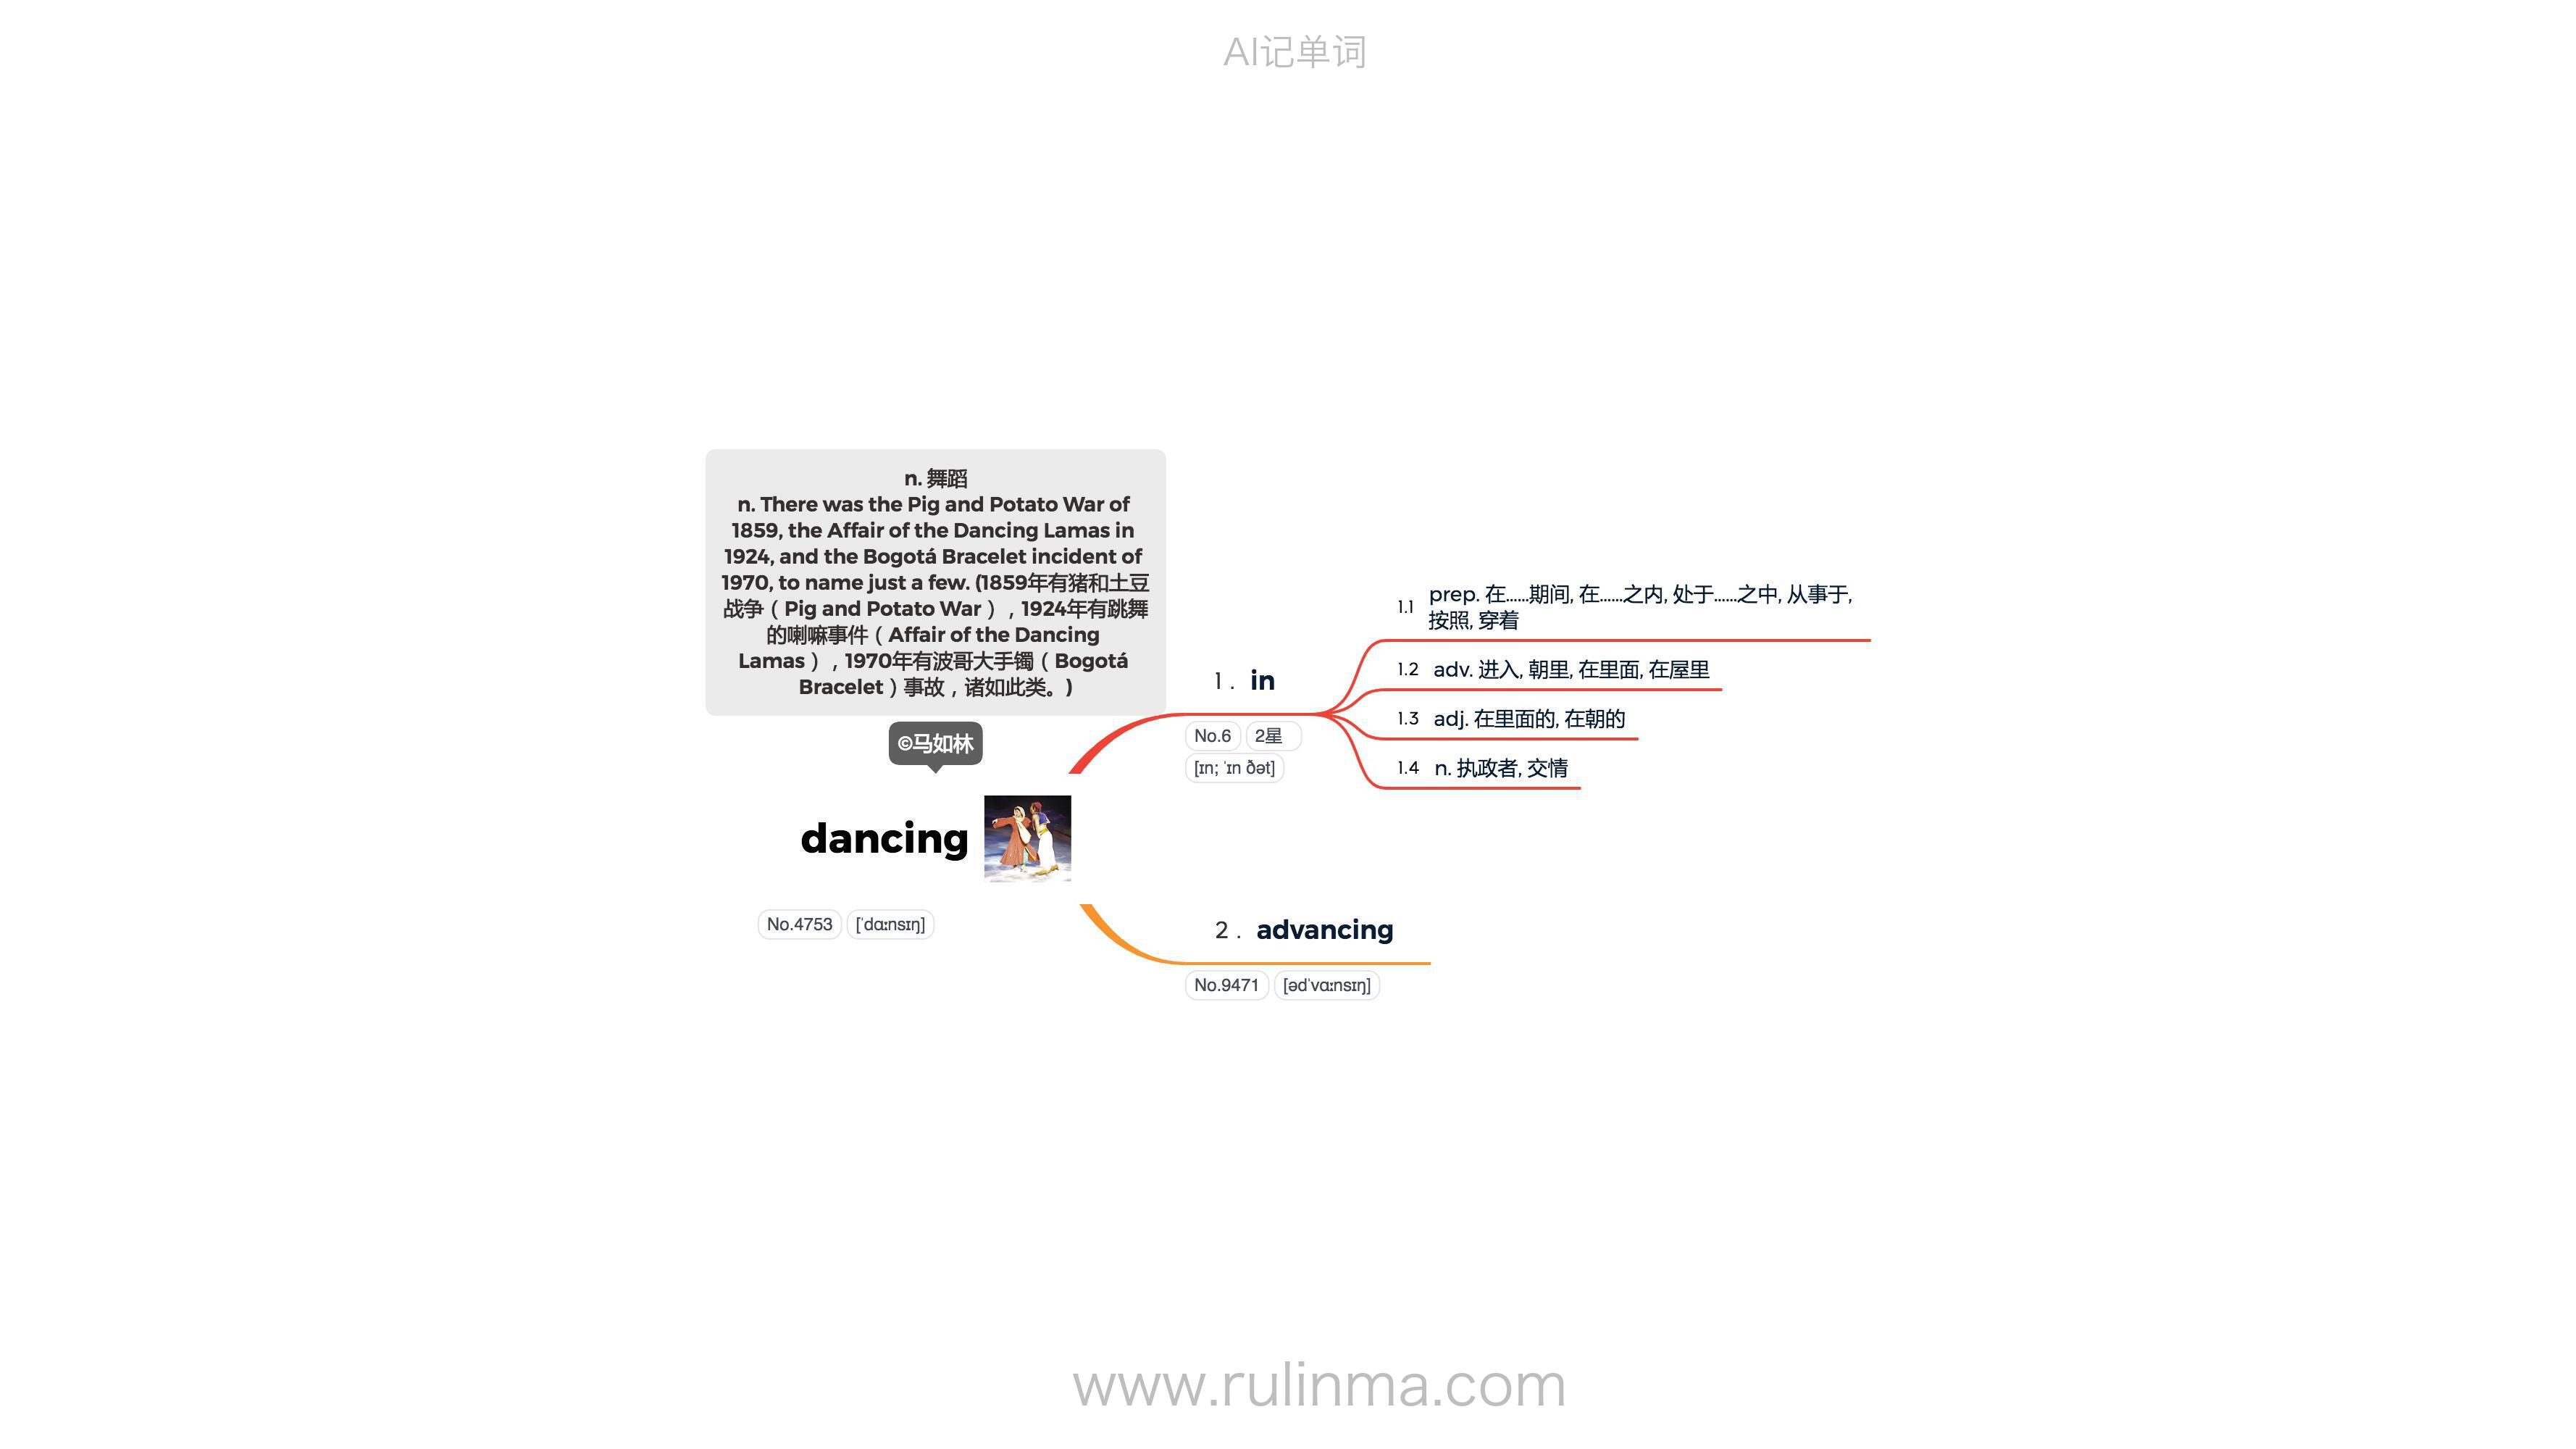 AI记单词
n. 舞蹈
n. There was the Pig and Potato War of
1859, the Affair of the Dancing Lamas in
1924, and the Bogotá Bracelet incident of
1970, to name just a few. (1859年有猪和土豆
战争（Pig and Potato War），1924年有跳舞
的喇嘛事件（Affair of the Dancing
Lamas），1970年有波哥大手镯（Bogotá
Bracelet）事故，诸如此类。)
©马如林
dancing
No.4753 [ˈdɑːnsɪŋ]
1. in
No.6 2星
[ɪn; ˈɪn ðət]
1.1 prep. 在……期间, 在……之内, 处于……之中, 从事于,
按照, 穿着
1.2 adv. 进入, 朝里, 在里面, 在屋里
1.3 adj. 在里面的, 在朝的
1.4 n. 执政者, 交情
2. advancing
No.9471 [ədˈvɑːnsɪŋ]
www.rulinma.com